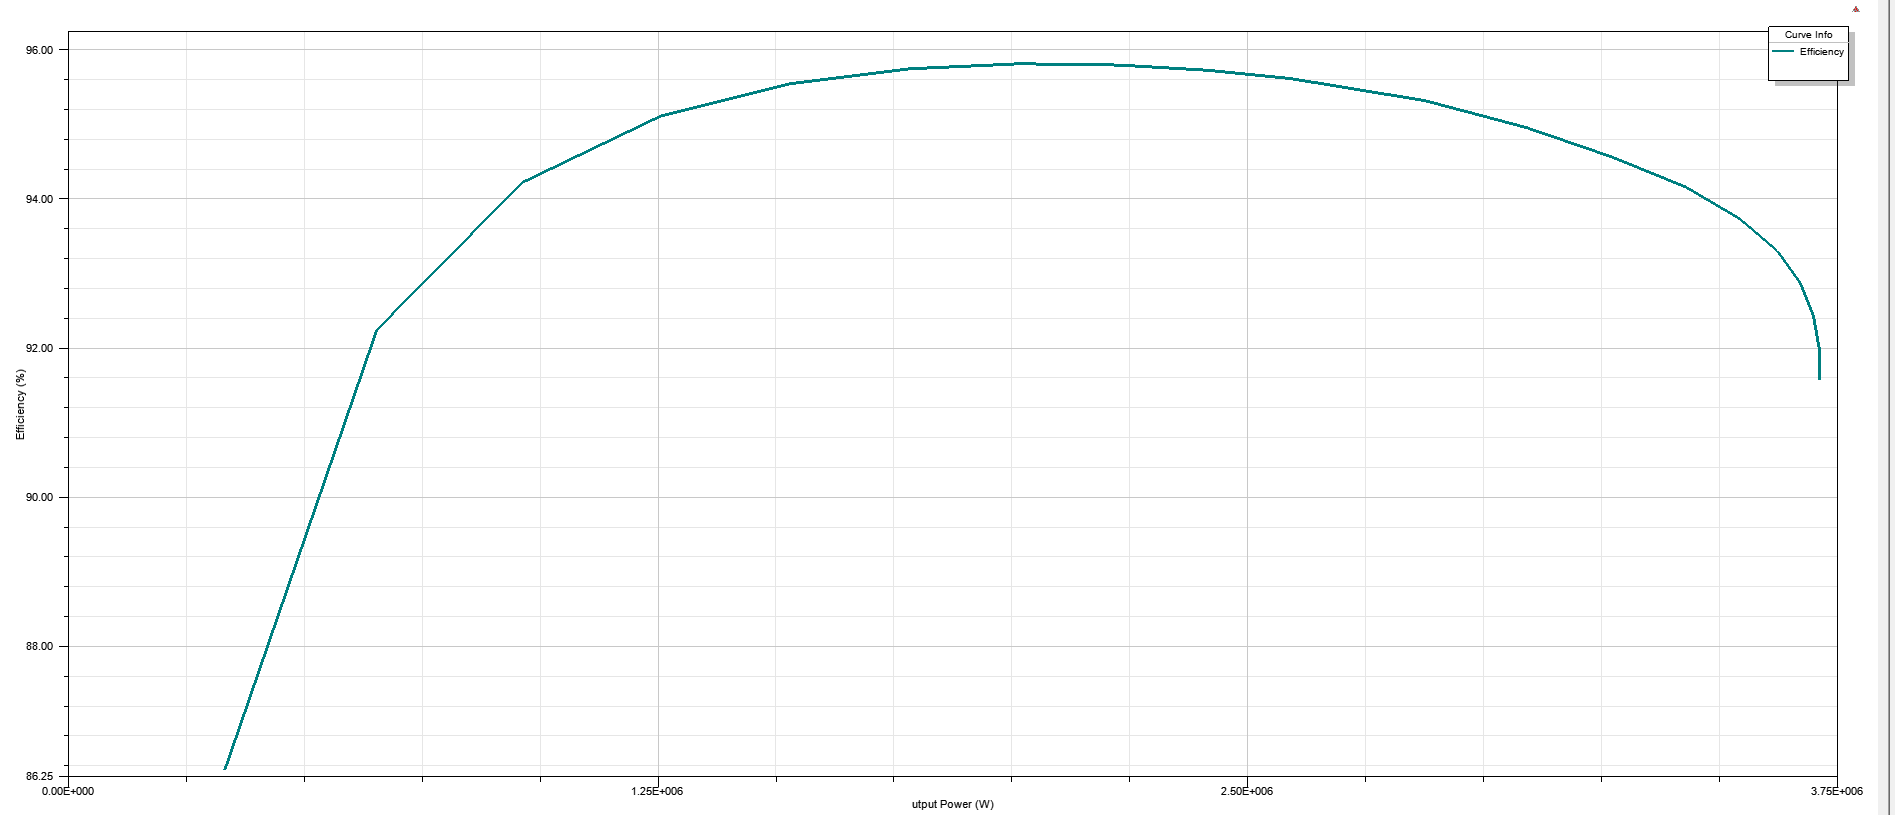 Curve Info
Efficiency
96.00
94.00
92.00
90.00
88.00
86.25
Efficiency (%)
0.00E+000
1.25E+006
2.50E+006
3.75E+006
utput Power (W)